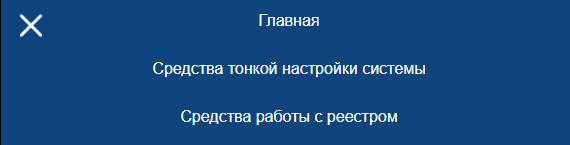 Главная
Средства тонкой настройки системы
Средства работы с реестром